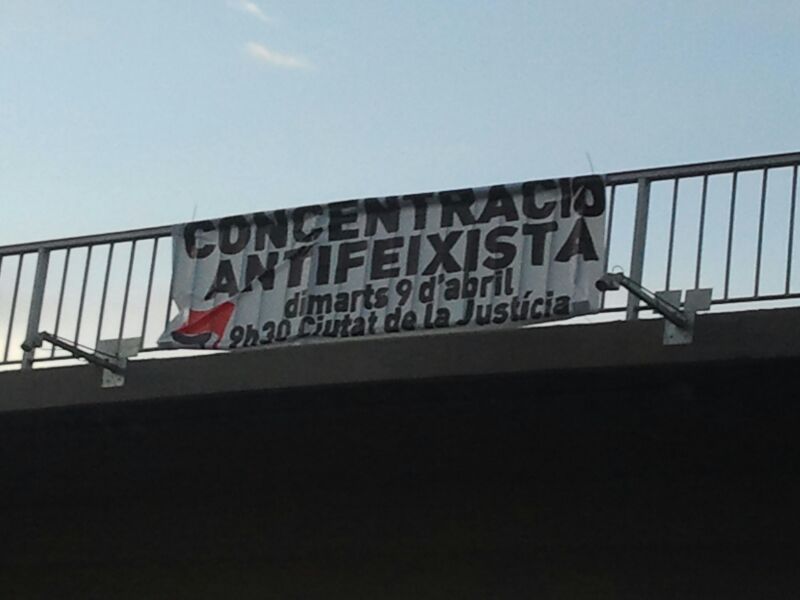 CONCENTRACIÓ
ANTIFEIXISTA
dimarts 9 d'abril
9h30 Ciutat de la Justícia